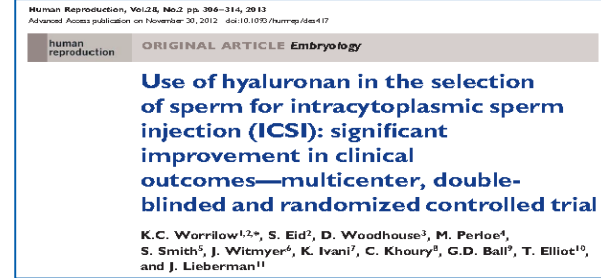 Human Reproduction, Vol.28, No.2 pp. 306–314, 2013
Advanced Access publication on November 30, 2012 doi:10.1093/humrep/des417
human
reproduction
ORIGINAL ARTICLE Embryology
Use of hyaluronan in the selection
of sperm for intracytoplasmic sperm
injection (ICSI): significant
improvement in clinical
outcomes—multicenter, double-
blinded and randomized controlled trial
K.C. Worrilow1,2,*, S. Eid2, D. Woodhouse3, M. Perloe4,
S. Smith5, J. Witmyer6, K. Ivani7, C. Khoury8, G.D. Ball9, T. Elliot10,
and J. Lieberman11